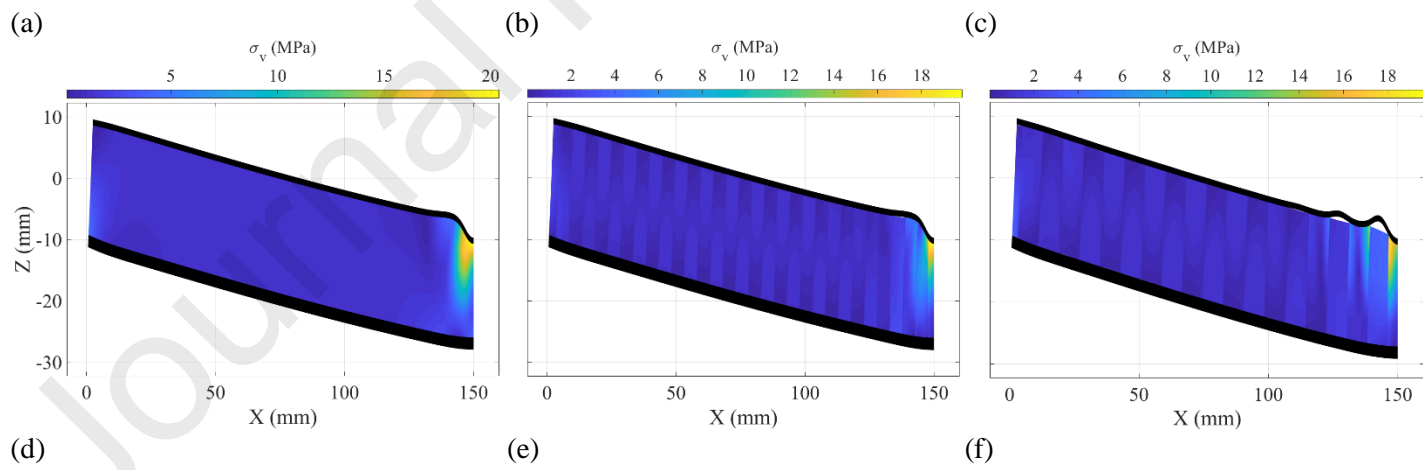 (a) (b) (c)
σv (MPa) σv (MPa) σv (MPa)
5 10 15 20 2 4 6 8 10 12 14 16 18 2 4 6 8 10 12 14 16 18
10
0
-10
-20
-30
Z (mm)
0 50 100 150 0 50 100 150 0 50 100 150
X (mm) X (mm) X (mm)
(d) (e) (f)
Journal